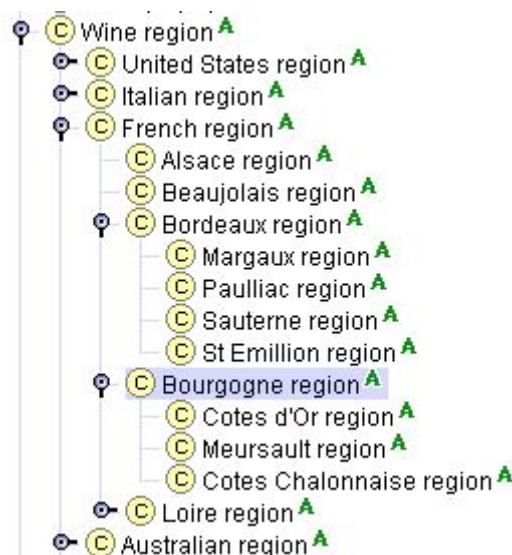 C Wine region A
C United States region A
C Italian region A
C French region A
C Alsace region A
C Beaujolais region A
C Bordeaux region A
C Margaux region A
C Paulliac region A
C Sauterne region A
C St Emillion region A
C Bourgogne region A
C Cotes d'Or region A
C Meursault region A
C Cotes Chalonnaise region A
C Loire region A
C Australian region A